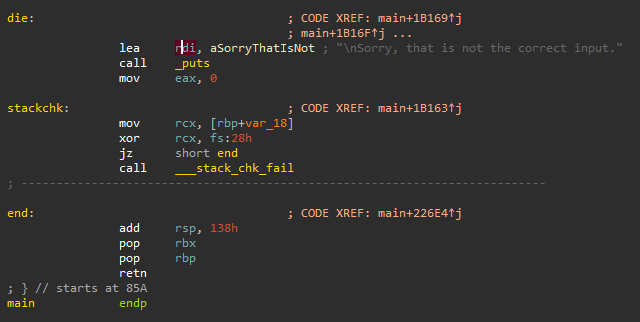 die: ; CODE XREF: main+1B169↑j
; main+1B16F↑j ...
lea rdi, aSorryThatIsNot ; "\nSorry, that is not the correct input."
call _puts
mov eax, 0
stackchk: ; CODE XREF: main+1B163↑j
mov rcx, [rbp+var_18]
xor rcx, fs:28h
jz short end
call ___stack_chk_fail
; ---------------------------------------------------------------------------
end: ; CODE XREF: main+226E4↑j
add rsp, 138h
pop rbx
pop rbp
retn
; } // starts at 85A
main endp